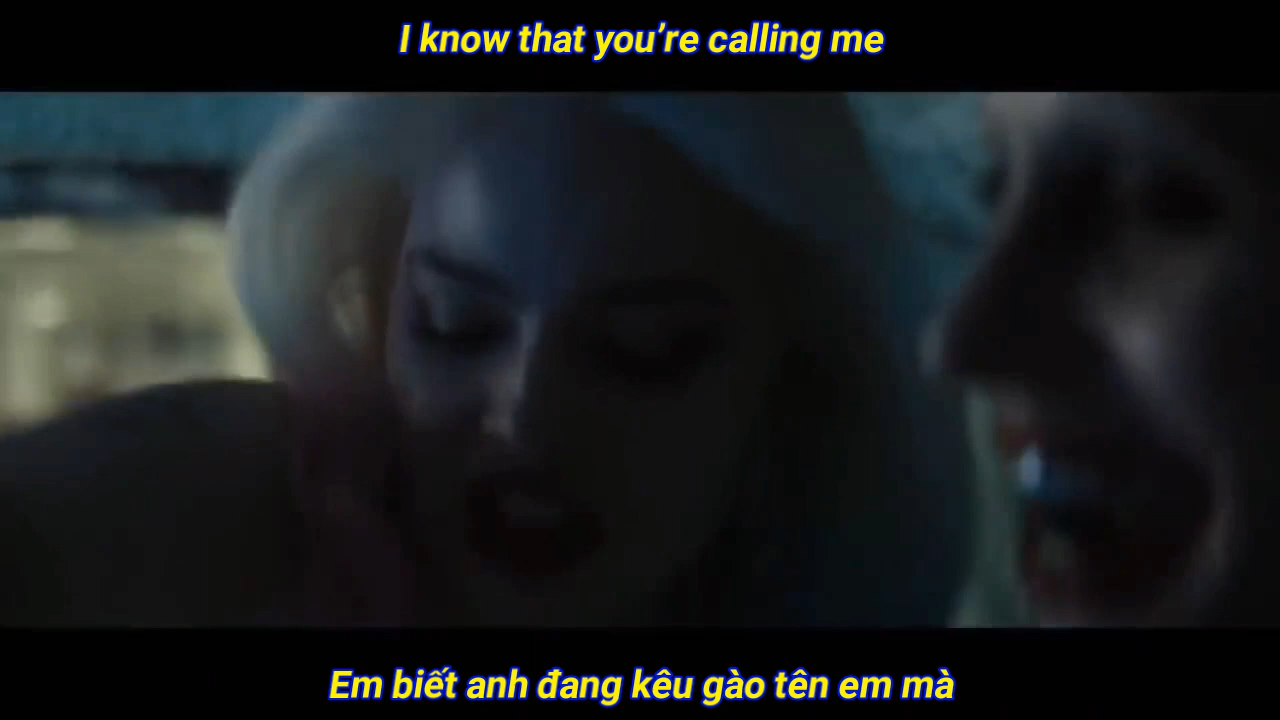 I know that you’re calling me
Em biết anh đang kêu gào tên em mà